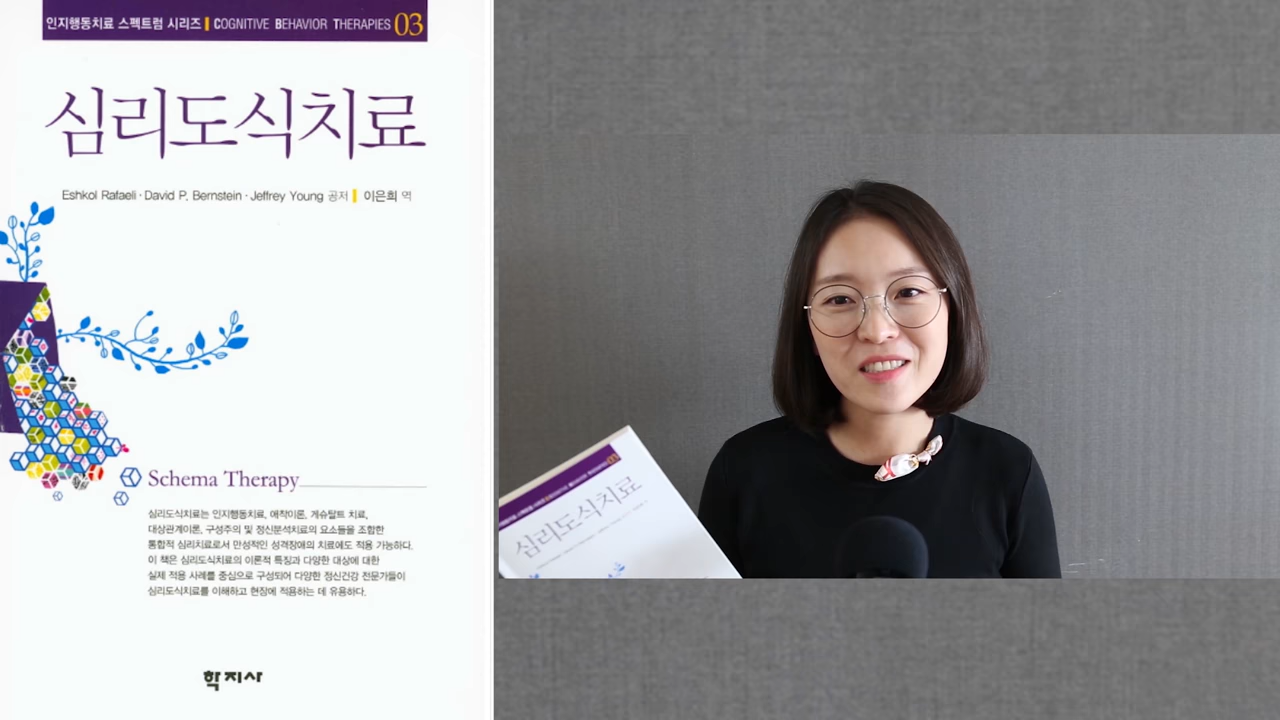 인지행동치료 스펙트럼 시리즈 | COGNITIVE BEHAVIOR THERAPIES 03
심리도식치료
Eshkol Rafaeli · David P. Bernstein · Jeffrey Young 공저 | 이은희 역
Schema Therapy
심리도식치료는 인지행동치료, 애착이론, 게슈탈트 치료,
대상관계이론, 구성주의 및 정신분석치료의 요소들을 조합한
통합적 심리치료로서 만성적인 성격장애의 치료에도 적용 가능하다.
이 책은 심리도식치료의 이론적 특징과 다양한 대상에 대한
실제 적용 사례를 중심으로 구성되어 다양한 정신건강 전문가들이
심리도식치료를 이해하고 현장에 적용하는 데 유용하다.
학지사
03
심리도식치료